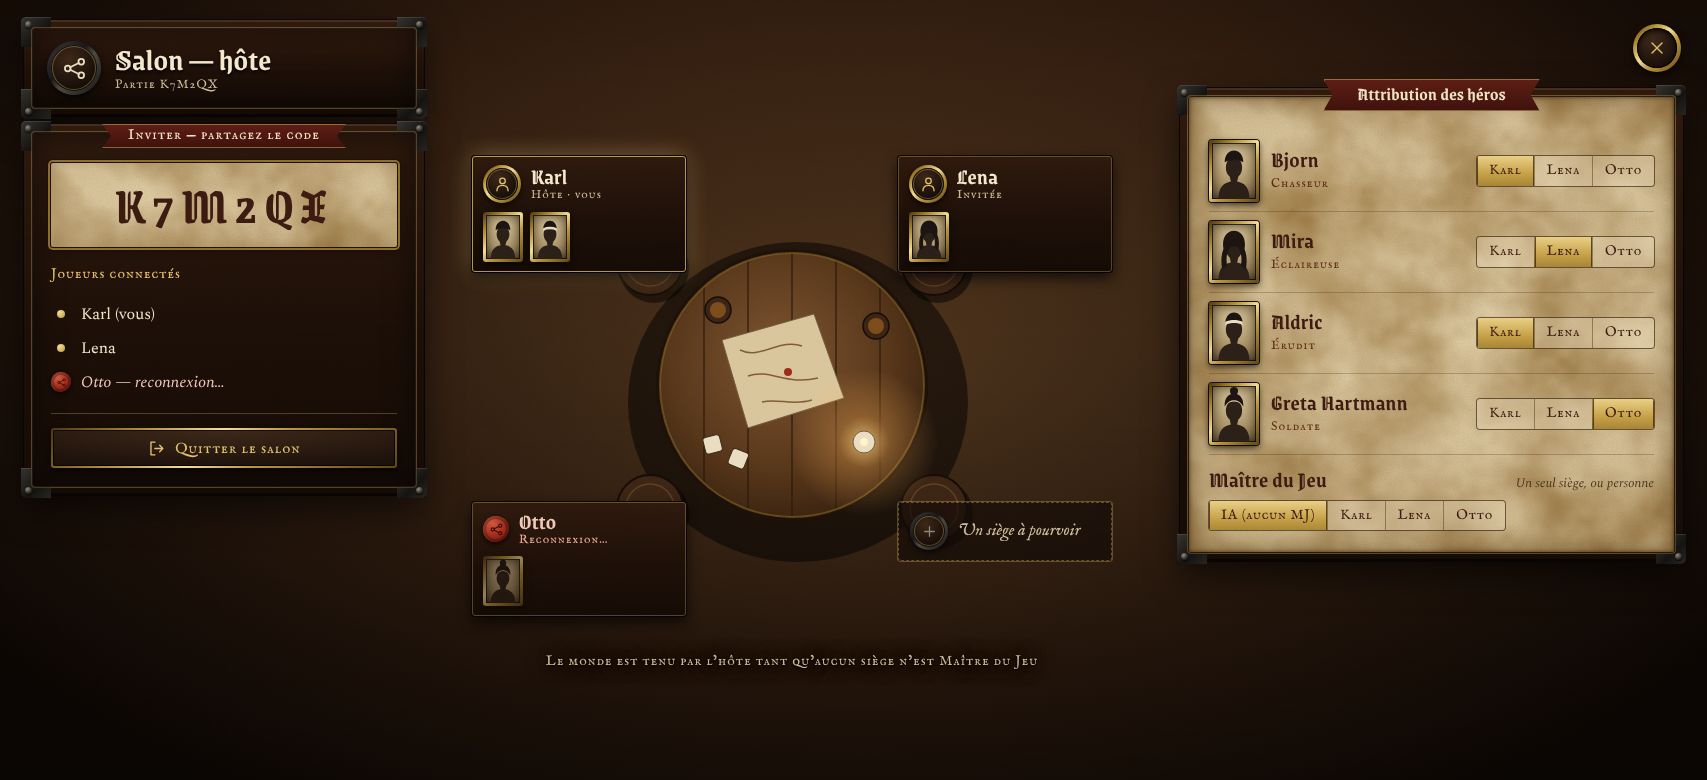 Salon — hôte
Partie K7M2QX
Inviter — partagez le code
K7M2QX
Joueurs connectés
Karl (vous)
Lena
Otto — reconnexion…
Quitter le salon
Karl
Hôte · vous
Lena
Invitée
Otto
Reconnexion…
Un siège à pourvoir
Le monde est tenu par l’hôte tant qu’aucun siège n’est Maître du Jeu
Attribution des héros
Bjorn
Chasseur
Karl Lena Otto
Mira
Éclaireuse
Karl Lena Otto
Aldric
Érudit
Karl Lena Otto
Greta Hartmann
Soldate
Karl Lena Otto
Maître du Jeu
Un seul siège, ou personne
IA (aucun MJ) Karl Lena Otto